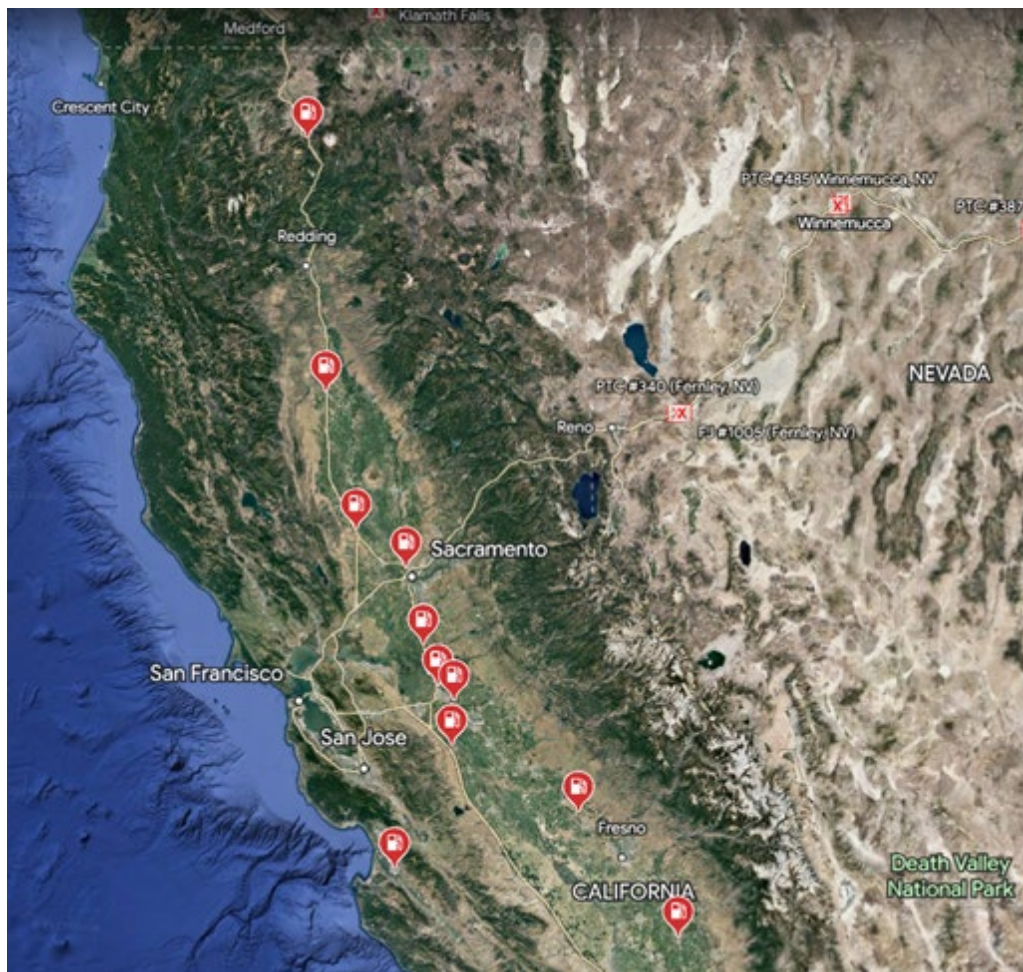 Klamath Falls
Medford
Crescent City
PTC #485 Winnemucca, NV
PTC #387
Winnemucca
Redding
NEVADA
PTC #340 (Fernley, NV)
Reno
FJ #1005 (Fernley, NV)
Sacramento
San Francisco
San Jose
Fresno
Death Valley
National Park
CALIFORNIA